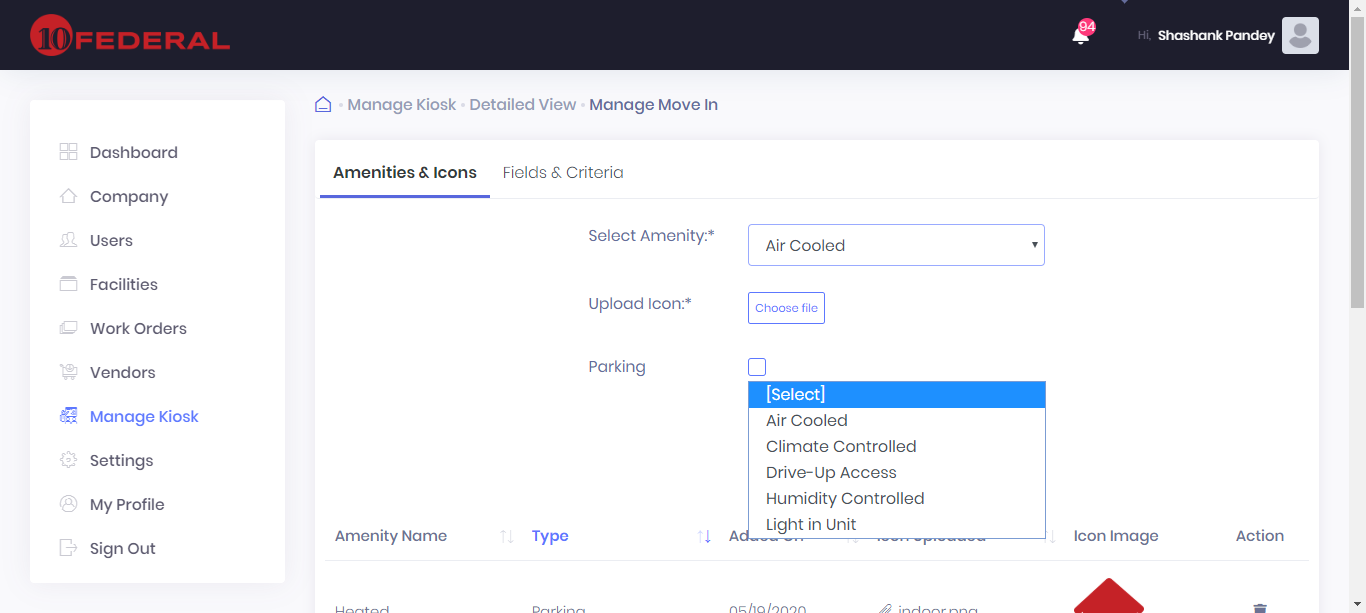 10 FEDERAL
94
Hi, Shashank Pandey
Manage Kiosk • Detailed View • Manage Move In
Dashboard
Company
Users
Facilities
Work Orders
Vendors
Manage Kiosk
Settings
My Profile
Sign Out
Amenities & Icons
Fields & Criteria
Select Amenity:*
Air Cooled
Upload Icon:*
Choose file
Parking
[Select]
Air Cooled
Climate Controlled
Drive-Up Access
Humidity Controlled
Light in Unit
Amenity Name Type Added On Icon Uploaded Icon Image Action
Heated Parking 05/19/2020 indoor.png